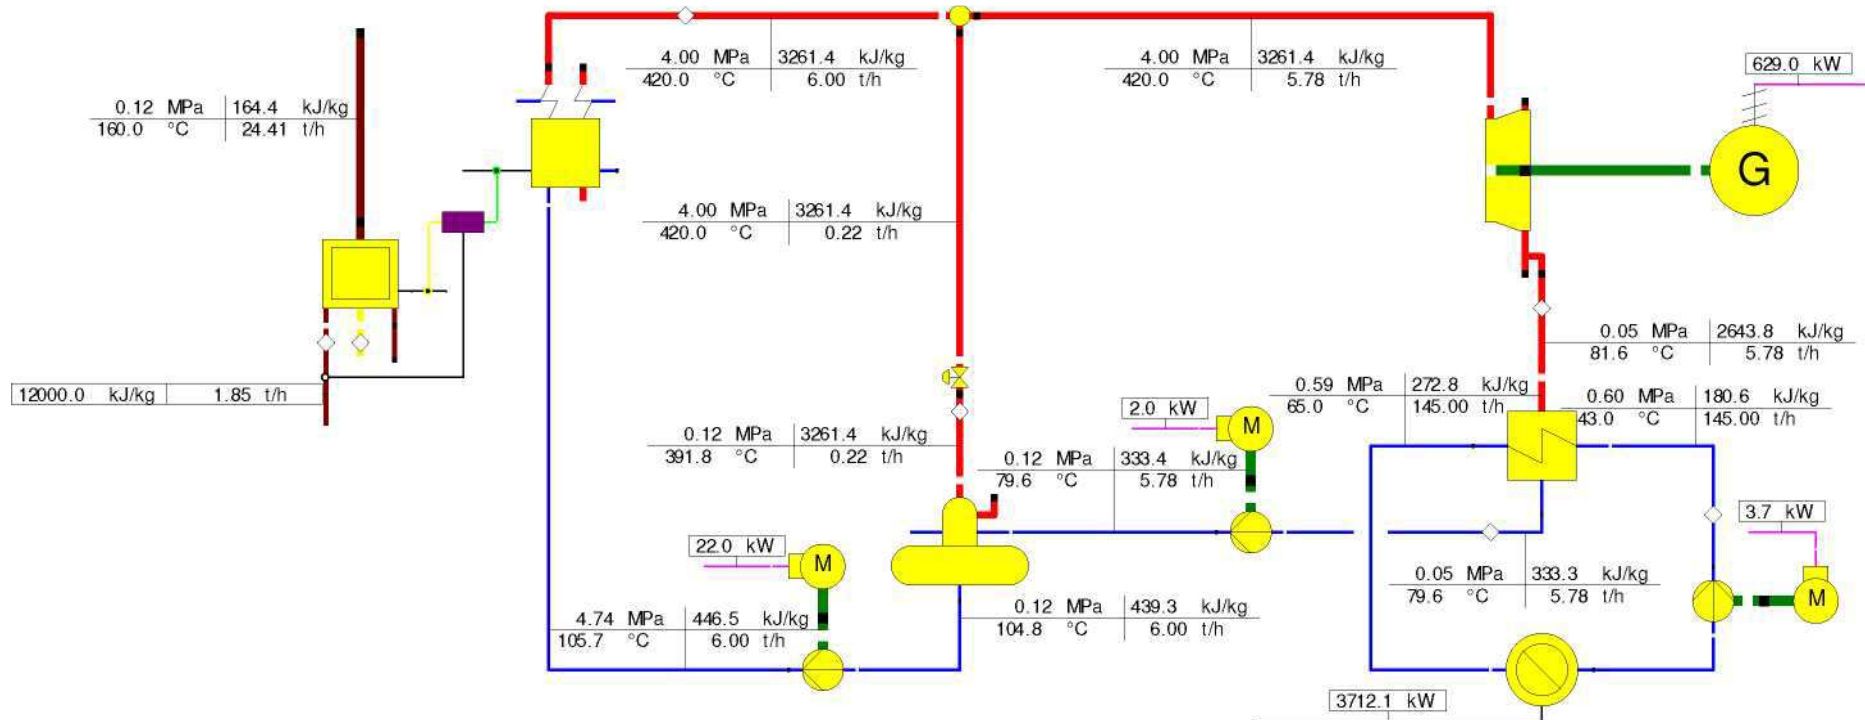 4.00 MPa 3261.4 kJ/kg
420.0 °C 6.00 t/h
4.00 MPa 3261.4 kJ/kg
420.0 °C 5.78 t/h
629.0 kW
0.12 MPa 164.4 kJ/kg
160.0 °C 24.41 t/h
G
4.00 MPa 3261.4 kJ/kg
420.0 °C 0.22 t/h
0.05 MPa 2643.8 kJ/kg
81.6 °C 5.78 t/h
12000.0 kJ/kg 1.85 t/h
0.59 MPa 272.8 kJ/kg
65.0 °C 145.00 t/h
0.60 MPa 180.6 kJ/kg
43.0 °C 145.00 t/h
2.0 kW
M
0.12 MPa 3261.4 kJ/kg
391.8 °C 0.22 t/h
0.12 MPa 333.4 kJ/kg
79.6 °C 5.78 t/h
3.7 kW
M
22.0 kW
M
0.05 MPa 333.3 kJ/kg
79.6 °C 5.78 t/h
4.74 MPa 446.5 kJ/kg
105.7 °C 6.00 t/h
0.12 MPa 439.3 kJ/kg
104.8 °C 6.00 t/h
3712.1 kW